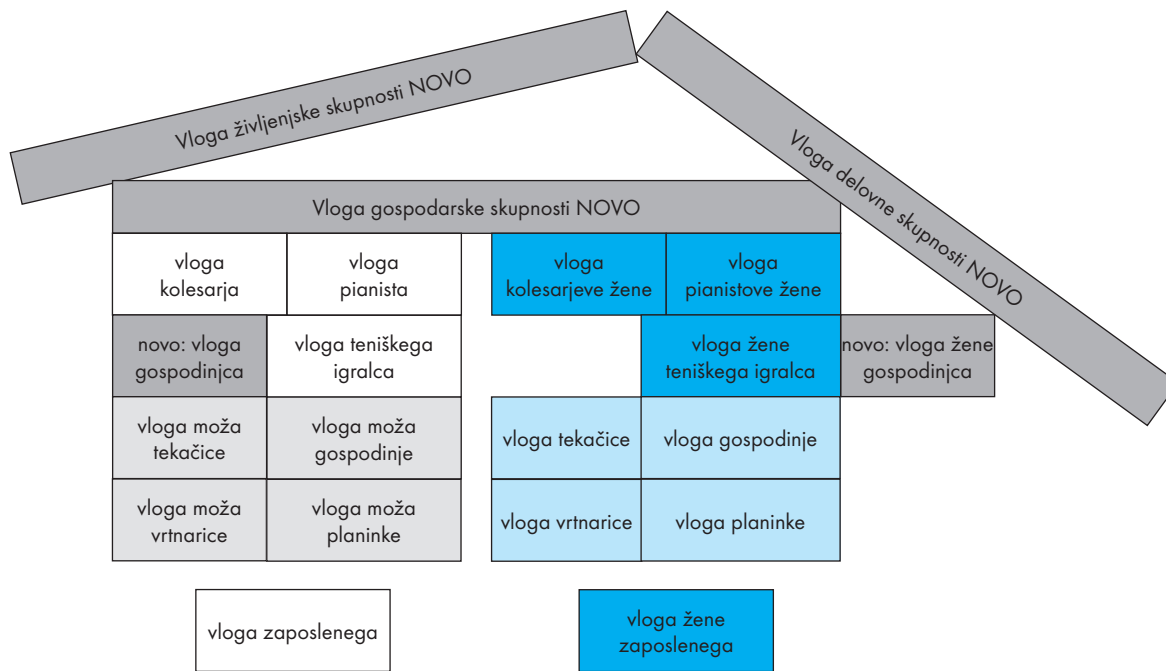 Vloga življenjske skupnosti NOVO
Vloga delovne skupnosti NOVO
Vloga gospodarske skupnosti NOVO
vloga
kolesarja
vloga
pianista
vloga
kolesarjeve žene
vloga
pianistove žene
novo: vloga
gospodinjca
vloga teniškega
igralca
vloga žene
teniškega igralca
novo: vloga žene
gospodinjca
vloga moža
tekačice
vloga moža
gospodinje
vloga tekačice
vloga gospodinje
vloga moža
vrtnarice
vloga moža
planinke
vloga vrtnarice
vloga planinke
vloga zaposlenega
vloga žene
zaposlenega